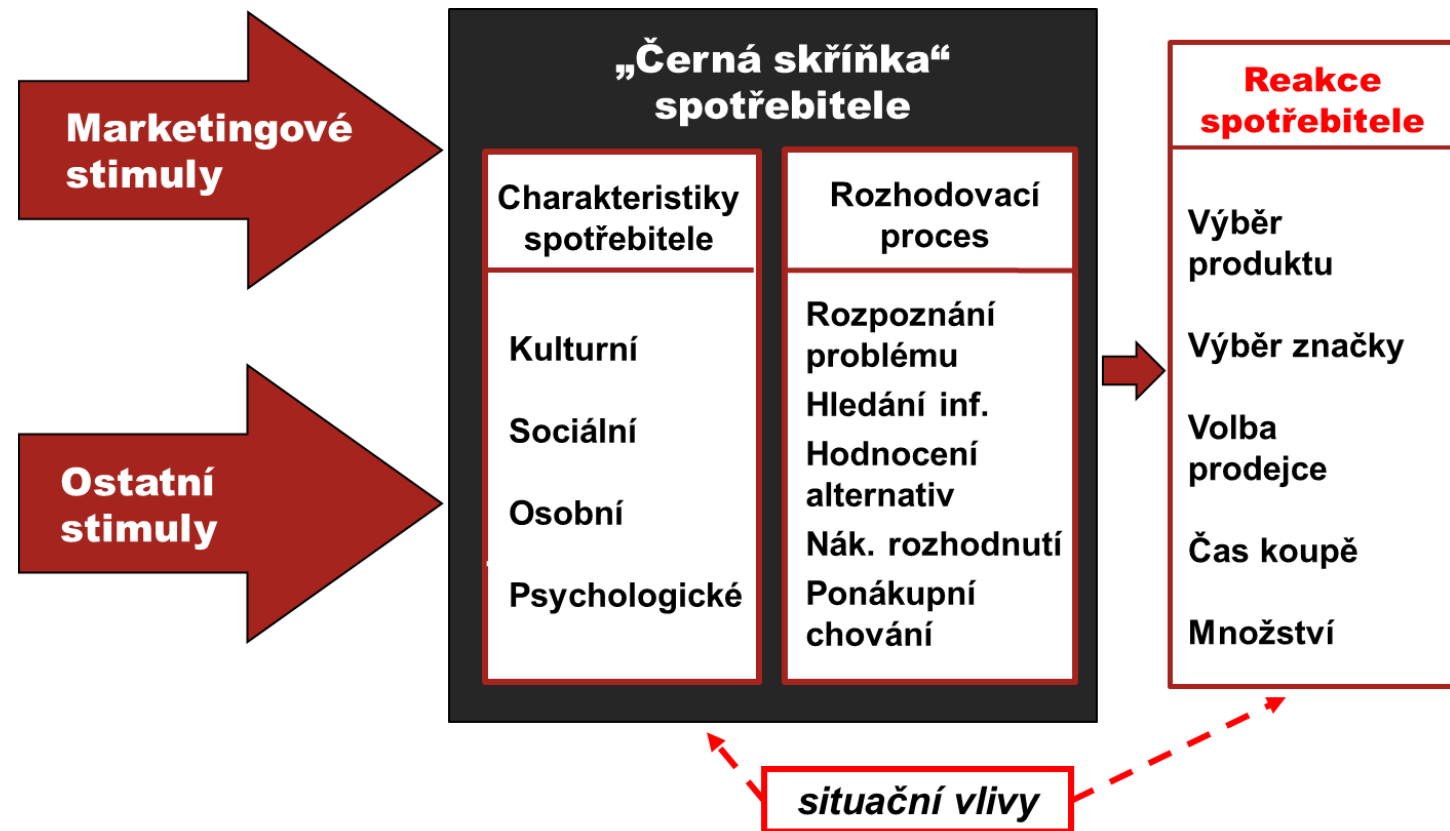 Marketingové
stimuly
Ostatní
stimuly
„Černá skříňka“
spotřebitele
Charakteristiky
spotřebitele
Kulturní
Sociální
Osobní
Psychologické
Rozhodovací
proces
Rozpoznání
problému
Hledání inf.
Hodnocení
alternativ
Nák. rozhodnutí
Ponákupní
chování
Reakce
spotřebitele
Výběr
produktu
Výběr značky
Volba
prodejce
Čas koupě
Množství
situační vlivy